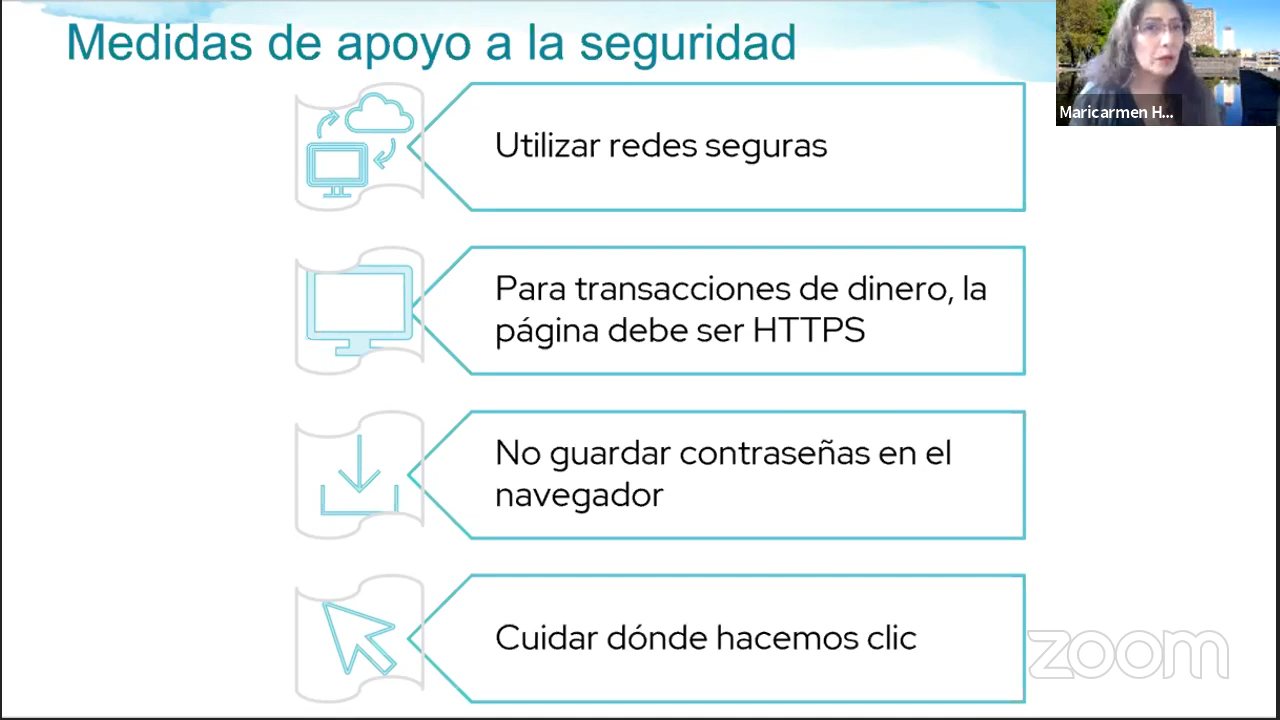 Medidas de apoyo a la seguridad
Maricarmen H...
Utilizar redes seguras
Para transacciones de dinero, la
página debe ser HTTPS
No guardar contraseñas en el
navegador
Cuidar dónde hacemos clic
zoom